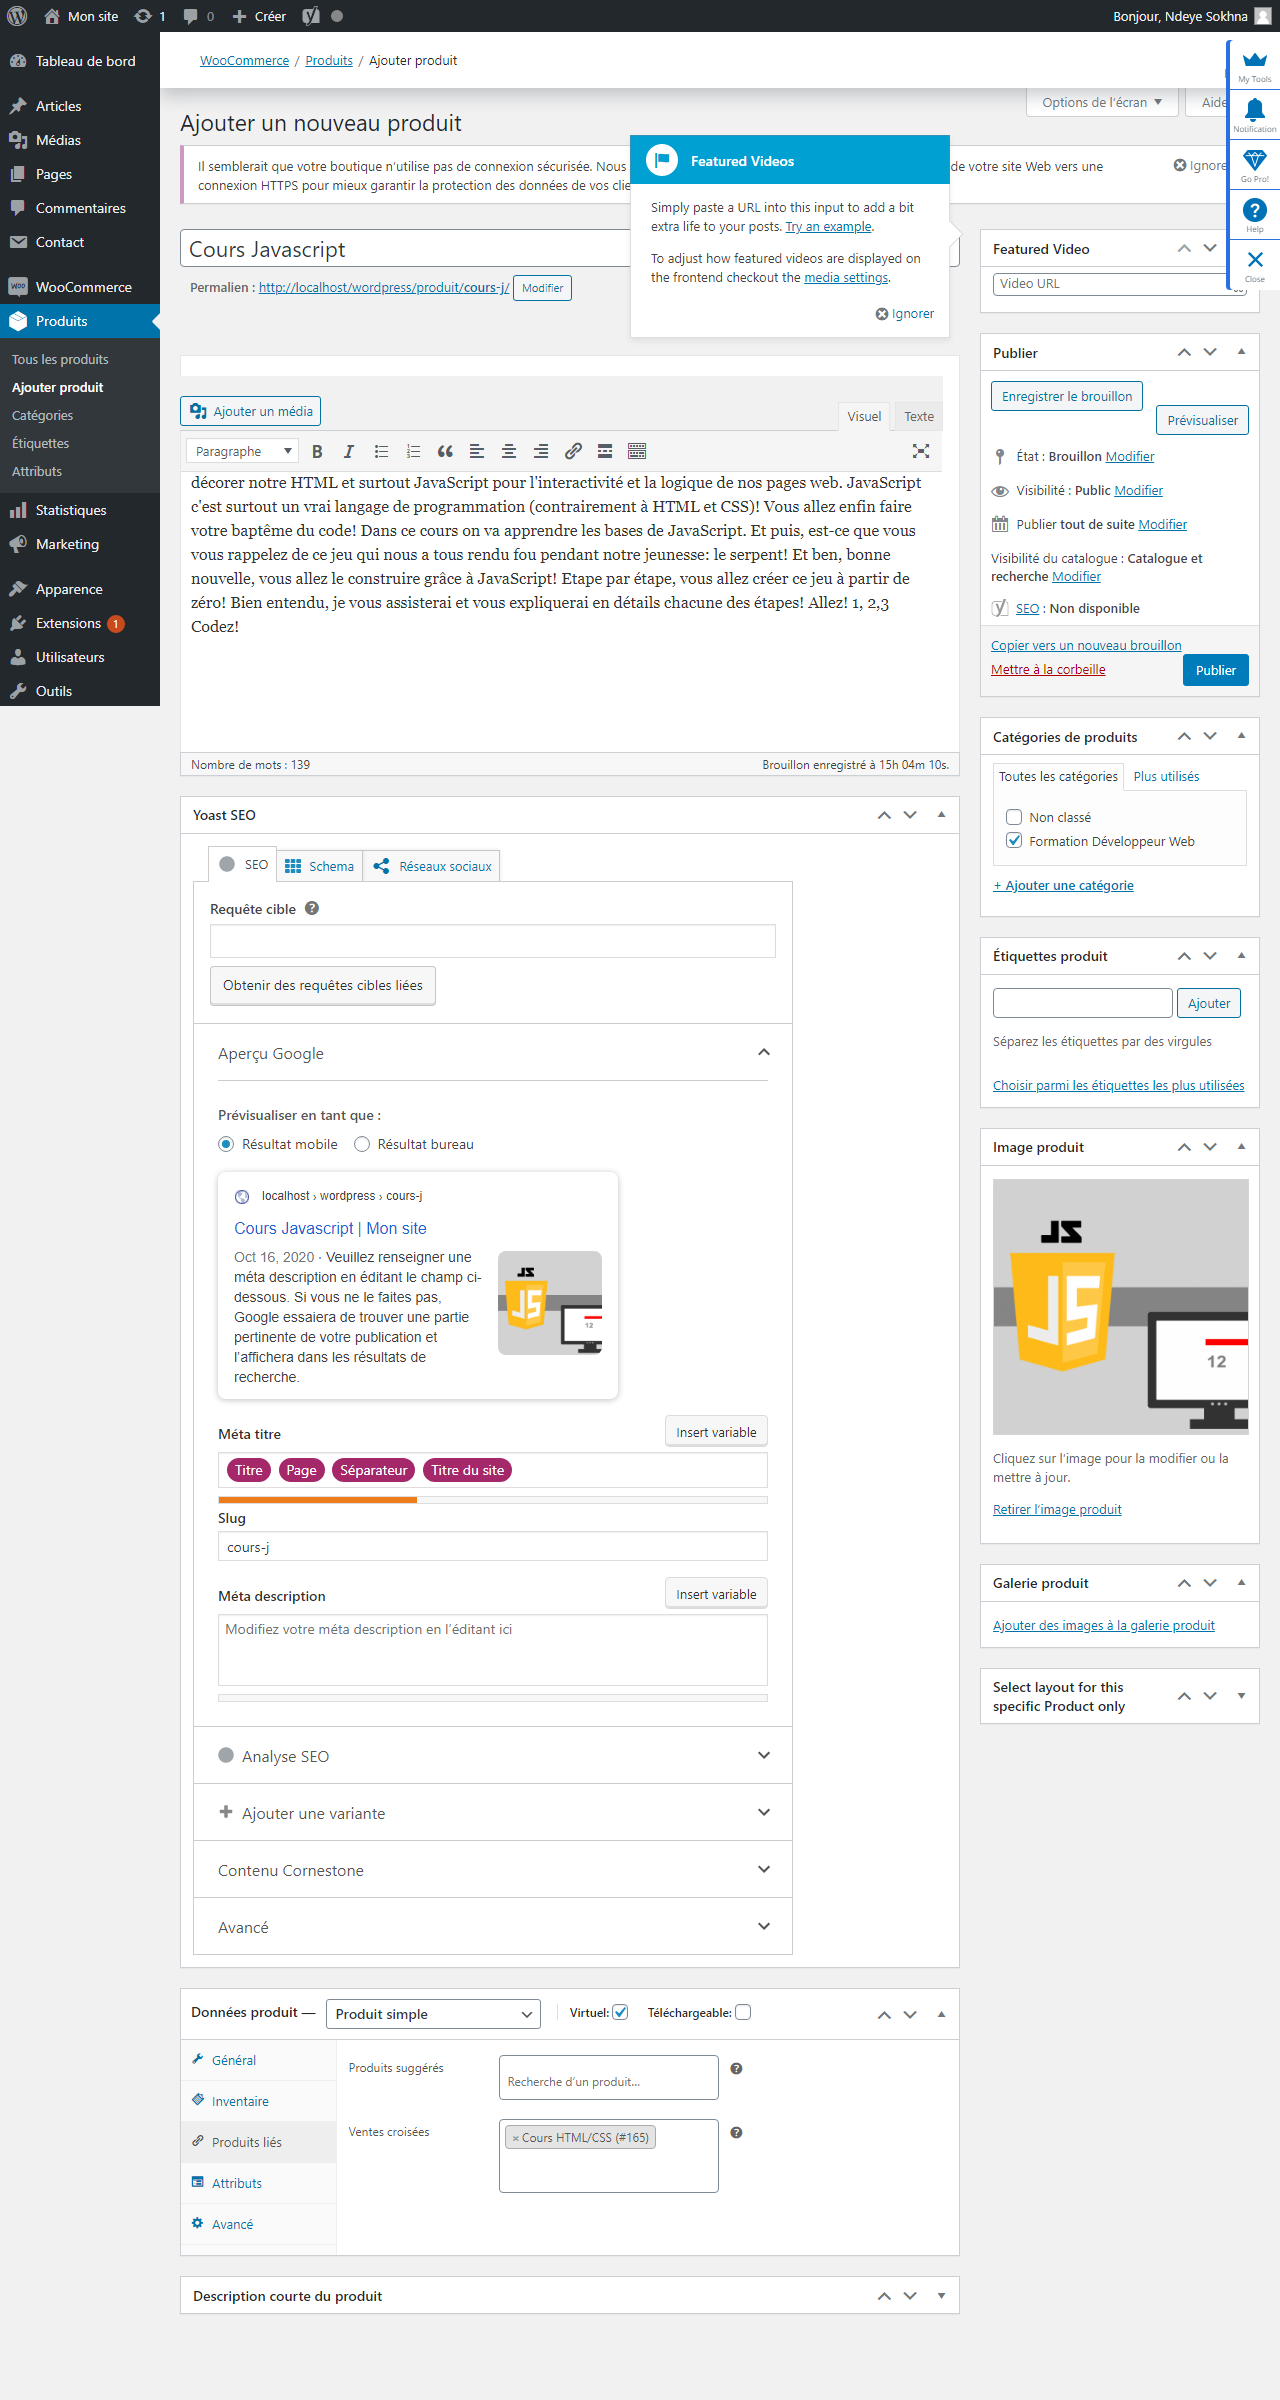 Mon site
1
0
Créer
Bonjour, Ndeye Sokhna
Tableau de bord
Articles
Médias
Pages
Commentaires
Contact
WooCommerce
Produits
Tous les produits
Ajouter produit
Catégories
Étiquettes
Attributs
Statistiques
Marketing
Apparence
Extensions 1
Utilisateurs
Outils
WooCommerce / Produits / Ajouter produit
My Tools
Notification
Go Pro!
Help
Close
Options de l'écran
Aide
Ajouter un nouveau produit
Il semblerait que votre boutique n'utilise pas de connexion sécurisée. Nous
de votre site Web vers une
connexion HTTPS pour mieux garantir la protection des données de vos
Ignorer
Featured Videos
Simply paste a URL into this input to add a bit
extra life to your posts. Try an example.
To adjust how featured videos are displayed on
the frontend checkout the media settings.
Ignorer
Cours Javascript
Permalien : http://localhost/wordpress/produit/cours-j/ Modifier
Ajouter un média
Visuel
Texte
Paragraphe
décorer notre HTML et surtout JavaScript pour l'interactivité et la logique de nos pages web. JavaScript
c'est surtout un vrai langage de programmation (contrairement à HTML et CSS)! Vous allez enfin faire
votre baptême du code! Dans ce cours on va apprendre les bases de JavaScript. Et puis, est-ce que vous
vous rappelez de ce jeu qui nous a tous rendu fou pendant notre jeunesse: le serpent! Et ben, bonne
nouvelle, vous allez le construire grâce à JavaScript! Etape par étape, vous allez créer ce jeu à partir de
zéro! Bien entendu, je vous assisterai et vous expliquerai en détails chacune des étapes! Allez! 1, 2,3
Codez!
Nombre de mots : 139
Brouillon enregistré à 15h 04m 10s.
Yoast SEO
SEO
Schema
Réseaux sociaux
Requête cible
Obtenir des requêtes cibles liées
Aperçu Google
Prévisualiser en tant que :
Résultat mobile
Résultat bureau
localhost › wordpress › cours-j
Cours Javascript | Mon site
Oct 16, 2020 · Veuillez renseigner une
méta description en éditant le champ ci-
dessous. Si vous ne le faites pas,
Google essaiera de trouver une partie
pertinente de votre publication et
l'affichera dans les résultats de
recherche.
JS
JS
12
Méta titre
Insert variable
Titre
Page
Séparateur
Titre du site
Slug
cours-j
Méta description
Insert variable
Modifiez votre méta description en l'éditant ici
Analyse SEO
Ajouter une variante
Contenu Cornestone
Avancé
Données produit —
Produit simple
Virtuel:
Téléchargeable:
Général
Inventaire
Produits liés
Attributs
Avancé
Produits suggérés
Recherche d'un produit...
Ventes croisées
× Cours HTML/CSS (#165)
Description courte du produit
Featured Video
Video URL
Publier
Enregistrer le brouillon
Prévisualiser
État : Brouillon Modifier
Visibilité : Public Modifier
Publier tout de suite Modifier
Visibilité du catalogue : Catalogue et
recherche Modifier
SEO : Non disponible
Copier vers un nouveau brouillon
Mettre à la corbeille
Publier
Catégories de produits
Toutes les catégories
Plus utilisés
Non classé
Formation Développeur Web
+ Ajouter une catégorie
Étiquettes produit
Ajouter
Séparez les étiquettes par des virgules
Choisir parmi les étiquettes les plus utilisées
Image produit
JS
JS
12
Cliquez sur l'image pour la modifier ou la
mettre à jour.
Retirer l'image produit
Galerie produit
Ajouter des images à la galerie produit
Select layout for this
specific Product only